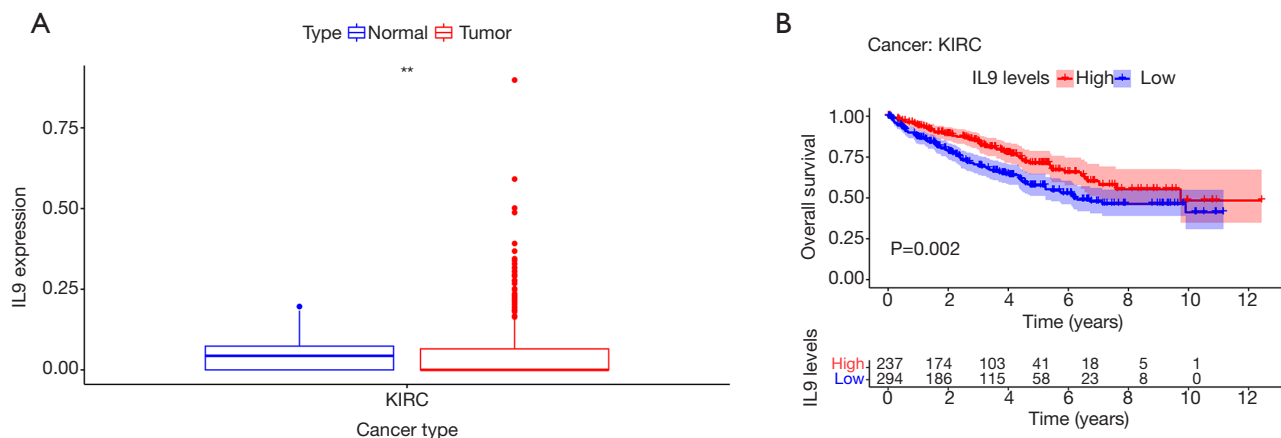 A
Type Normal Tumor
**
0.75
0.50
0.25
0.00
IL9 expression
KIRC
Cancer type
B
Cancer: KIRC
IL9 levels High Low
1.00
0.75
0.50
0.25
0.00
Overall survival
P=0.002
0 2 4 6 8 10 12
Time (years)
IL9 levels
High 237 174 103 41 18 5 1
Low 294 186 115 58 23 8 0
0 2 4 6 8 10 12
Time (years)